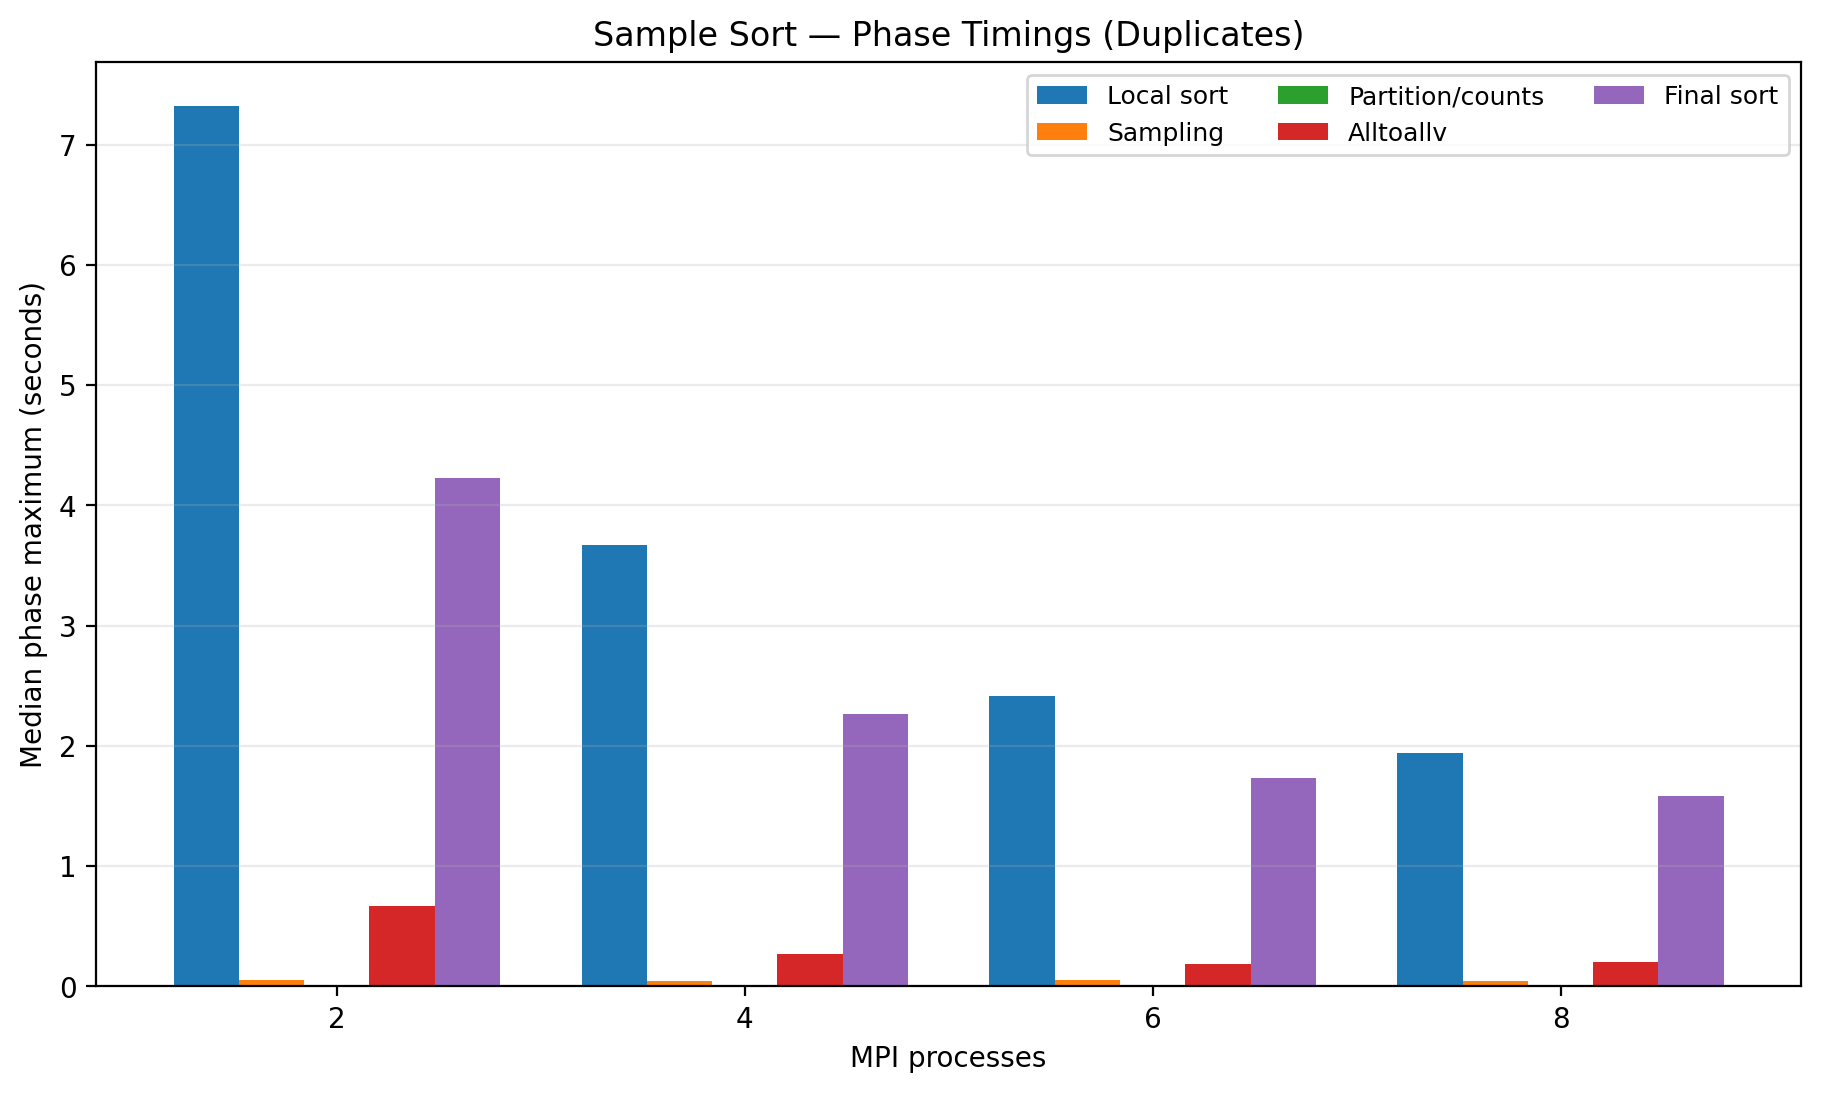 Sample Sort — Phase Timings (Duplicates)
Local sort
Sampling
Partition/counts
Alltoallv
Final sort
Median phase maximum (seconds)
7
6
5
4
3
2
1
0
2 4 6 8
MPI processes